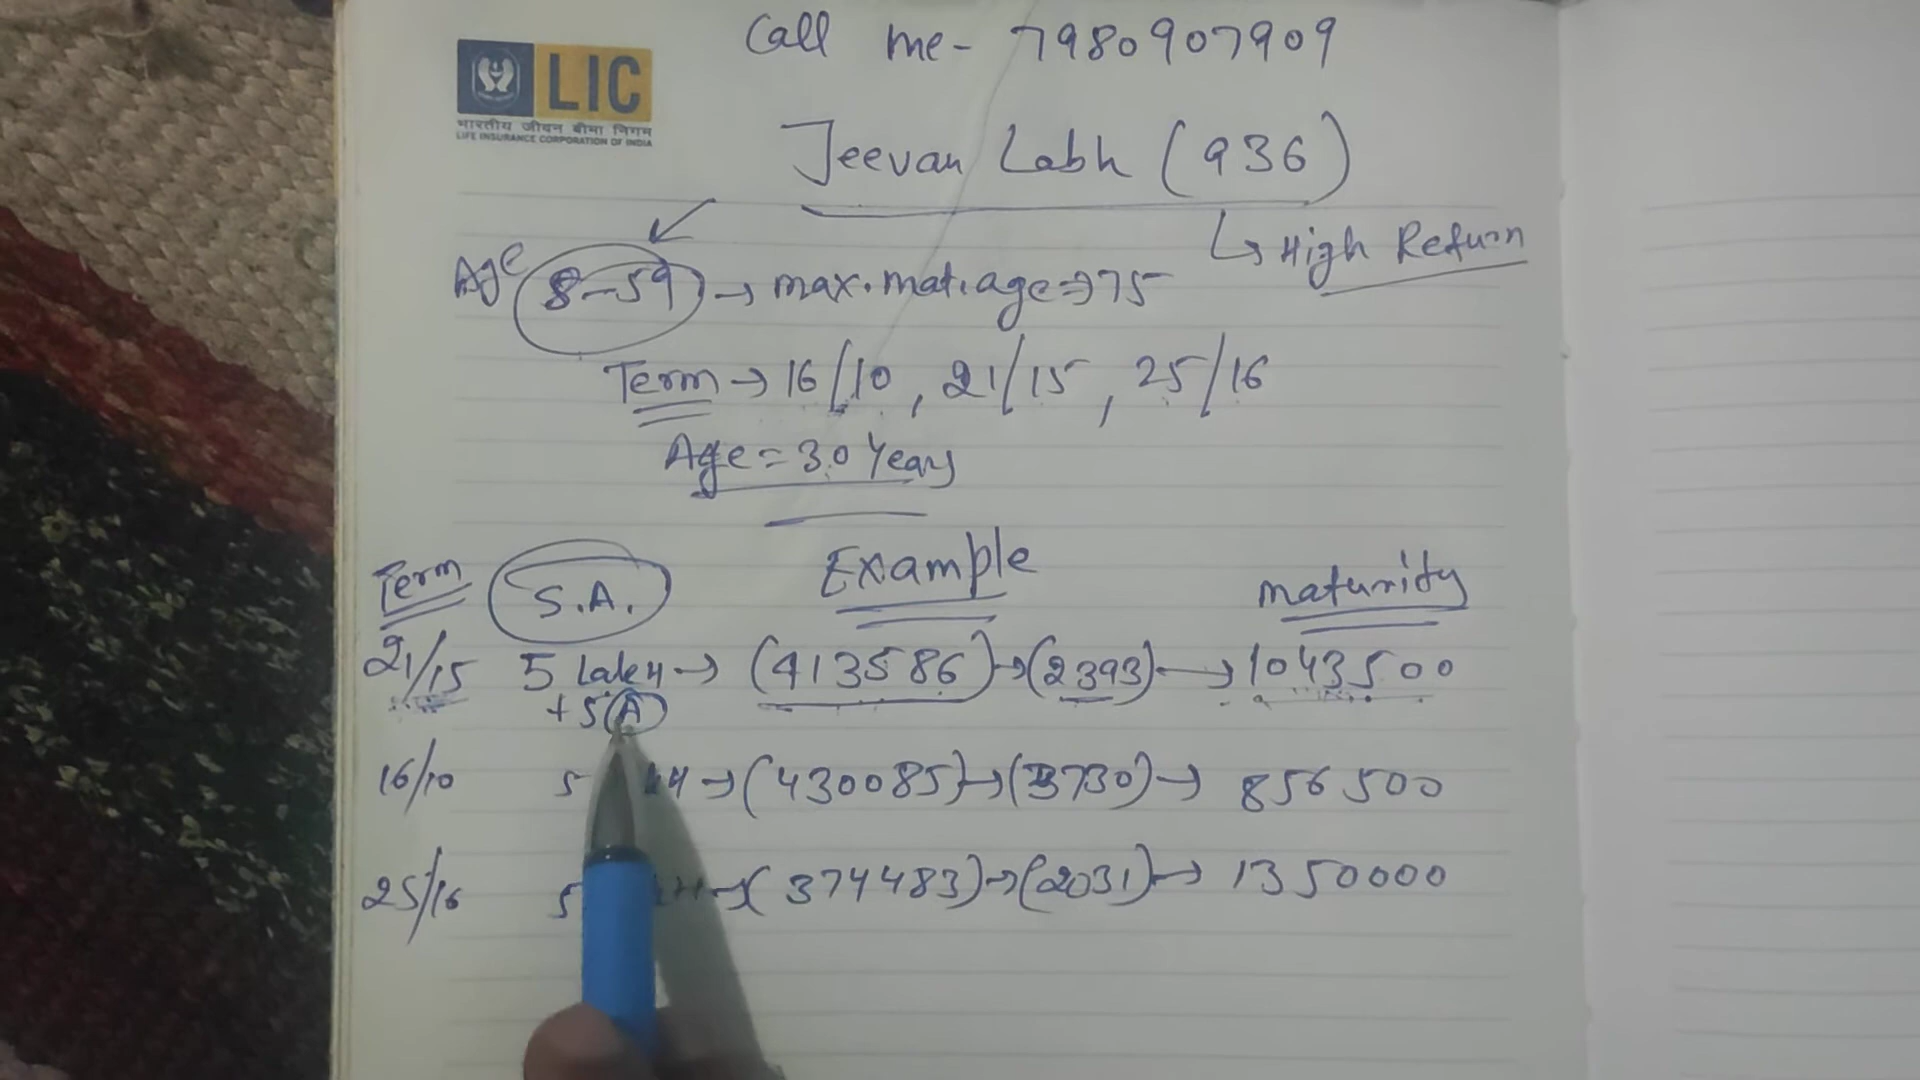 Call me - 7980907909
LIC
भारतीय जीवन बीमा निगम
LIFE INSURANCE CORPORATION OF INDIA
Jeevan Labh (936)
↳ High Return
Age 8-59 → max. mat. age => 75
Term → 16/10, 21/15, 25/16
Age = 30 Years
Term S.A. Example maturity
21/15 5 lakh → (413586) → (2393) → 1043500
+5 A
16/10 5 → (430085) → (3730) → 856500
25/16 5 → (374483) → (2031) → 1350000